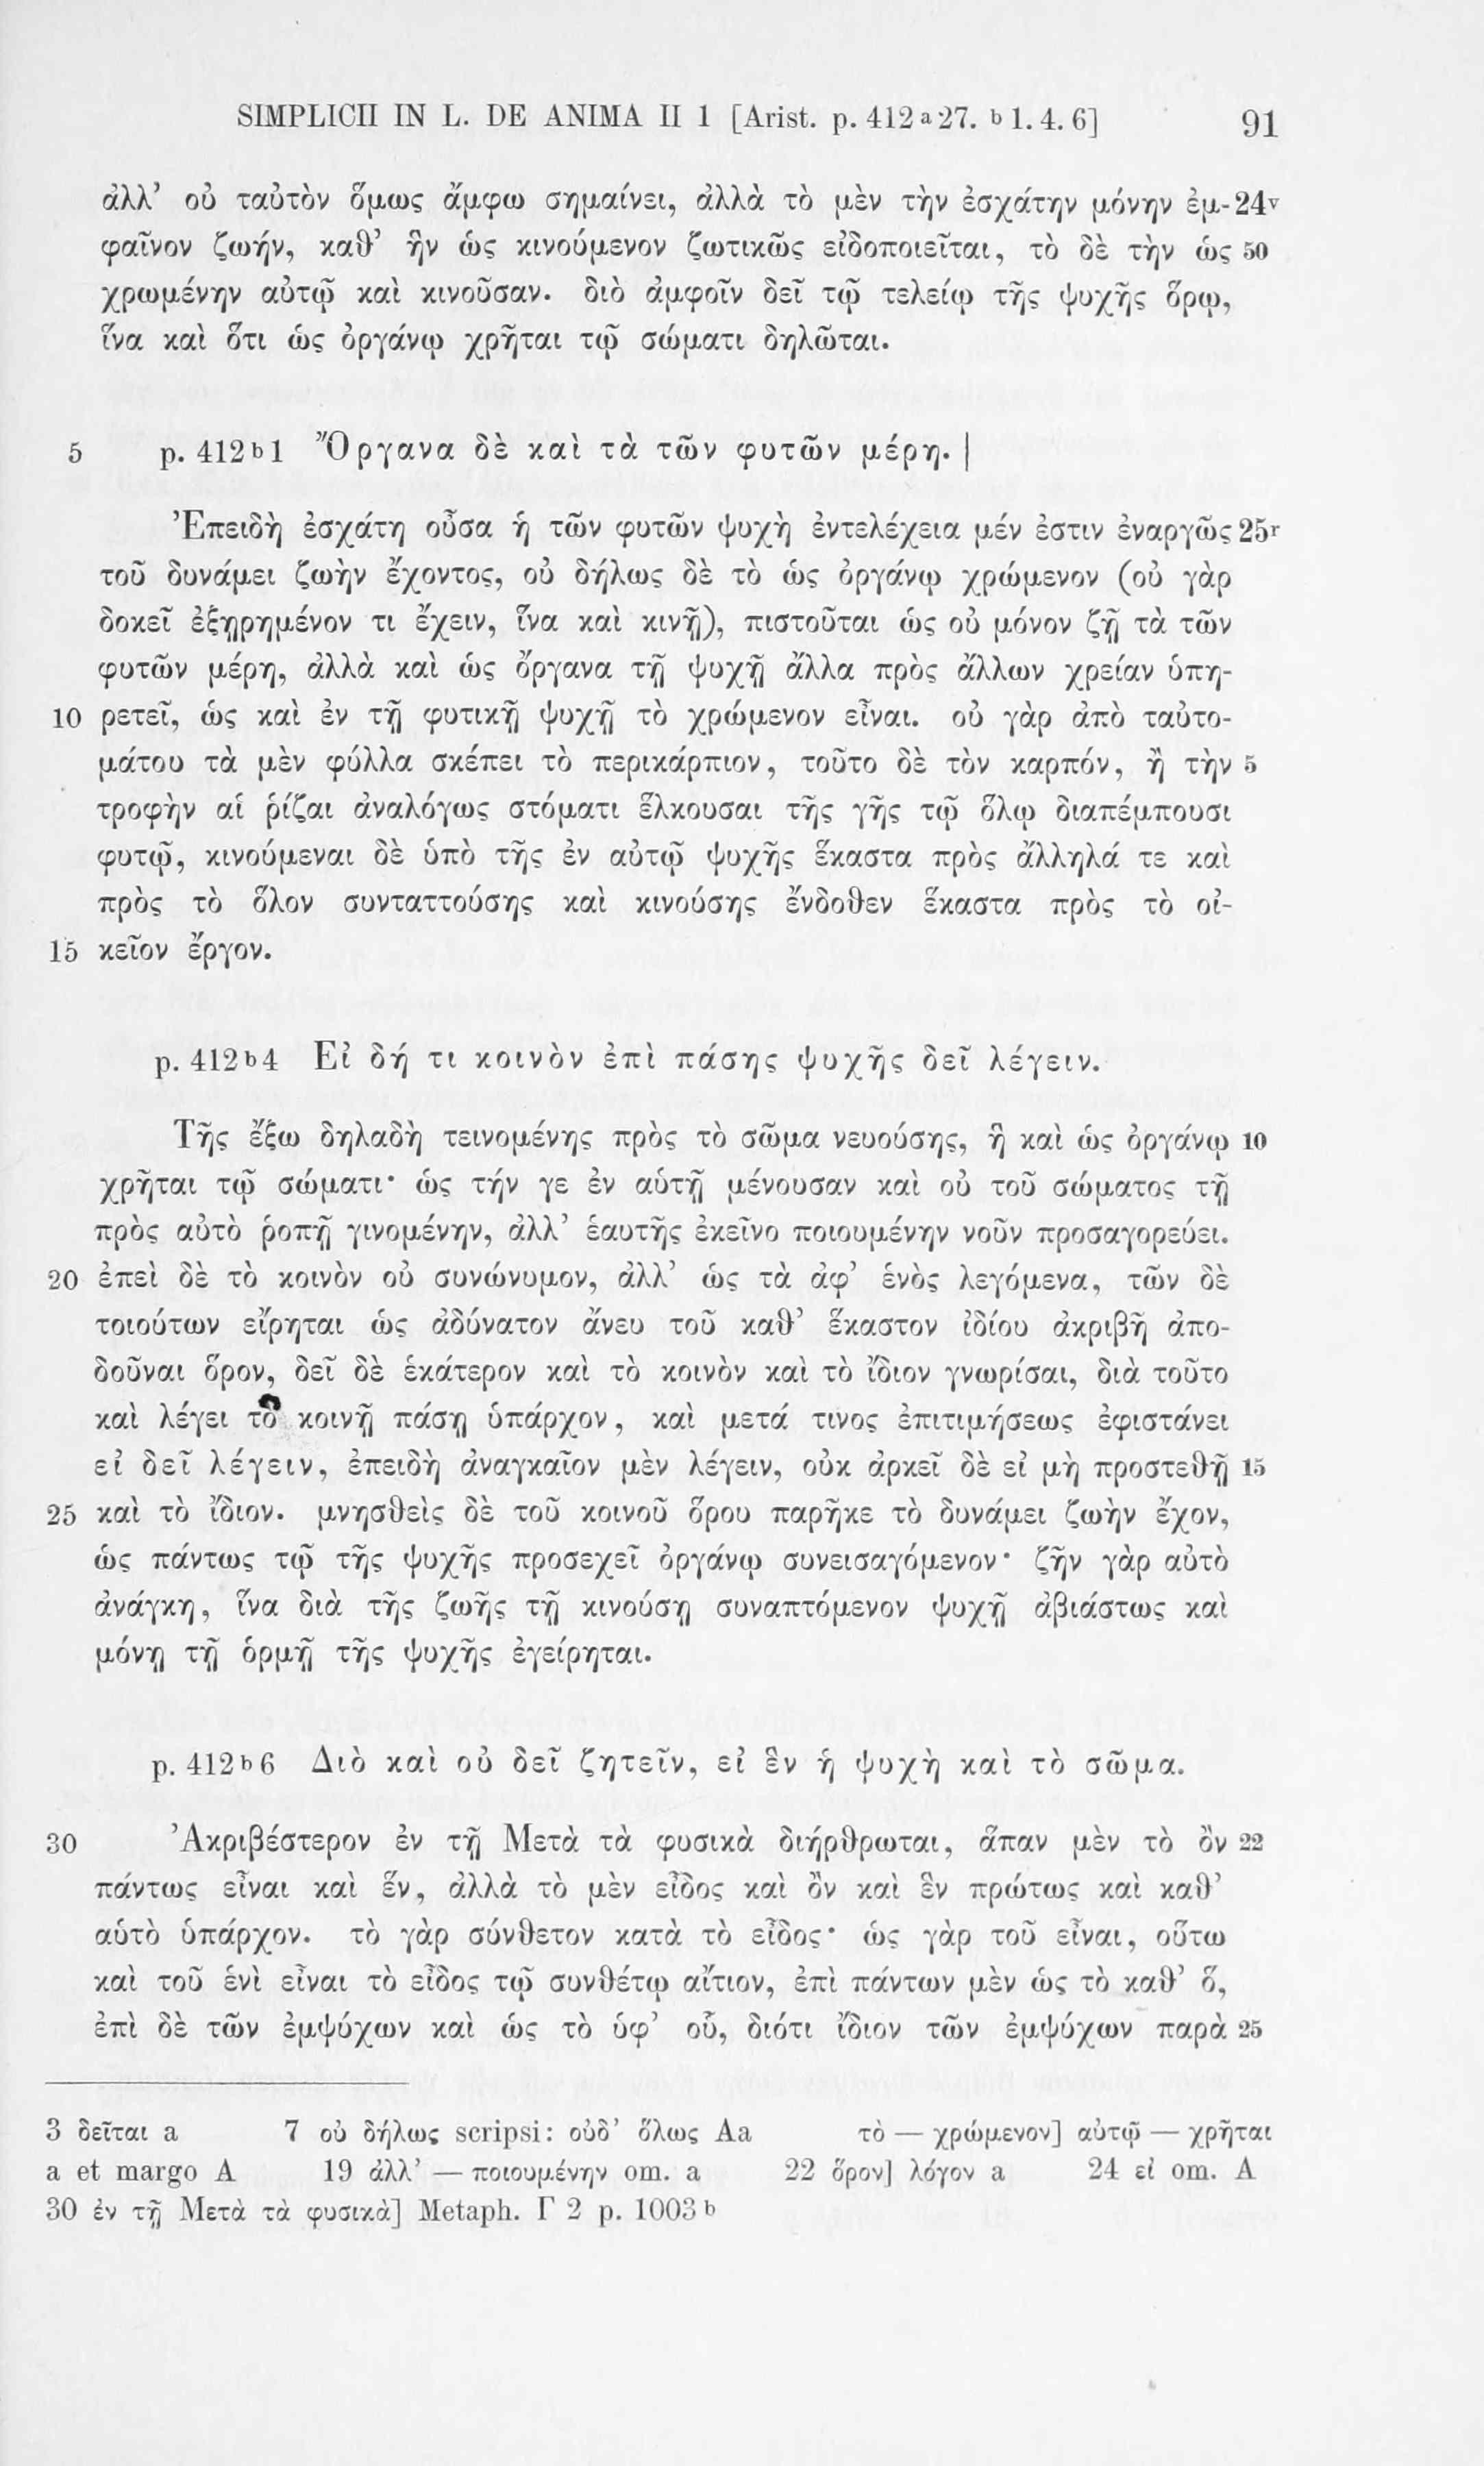 SIMPLICII IN L. DE ANIMA II 1 [Arist. p. 412 a 27. b 1. 4. 6] 91
ἀλλ’ οὐ ταὐτὸν ὅμως ἄμφω σημαίνει, ἀλλὰ τὸ μὲν τὴν ἐσχάτην μόνην ἐμ- 24v
φαῖνον ζωήν, καθ’ ἣν ὡς κινούμενον ζωτικῶς εἰδοποιεῖται, τὸ δὲ τὴν ὡς 50
χρωμένην αὐτῷ καὶ κινοῦσαν. διὸ ἀμφοῖν δεῖ τῷ τελείῳ τῆς ψυχῆς ὅρῳ,
ἵνα καὶ ὅτι ὡς ὀργάνῳ χρῆται τῷ σώματι δηλῶται.
5 p. 412 b 1 Ὄργανα δὲ καὶ τὰ τῶν φυτῶν μέρη. |
Ἐπειδὴ ἐσχάτη οὖσα ἡ τῶν φυτῶν ψυχὴ ἐντελέχεια μέν ἐστιν ἐναργῶς 25r
τοῦ δυνάμει ζωὴν ἔχοντος, οὐ δήλως δὲ τὸ ὡς ὀργάνῳ χρώμενον (οὐ γὰρ
δοκεῖ ἐξῃρημένον τι ἔχειν, ἵνα καὶ κινῇ), πιστοῦται ὡς οὐ μόνον ζῇ τὰ τῶν
φυτῶν μέρη, ἀλλὰ καὶ ὡς ὄργανα τῇ ψυχῇ ἄλλα πρὸς ἄλλων χρείαν ὑπη-
10 ρετεῖ, ὡς καὶ ἐν τῇ φυτικῇ ψυχῇ τὸ χρώμενον εἶναι. οὐ γὰρ ἀπὸ ταὐτο-
μάτου τὰ μὲν φύλλα σκέπει τὸ περικάρπιον, τοῦτο δὲ τὸν καρπόν, ἢ τὴν 5
τροφὴν αἱ ῥίζαι ἀναλόγως στόματι ἕλκουσαι τῆς γῆς τῷ ὅλῳ διαπέμπουσι
φυτῷ, κινούμεναι δὲ ὑπὸ τῆς ἐν αὐτῷ ψυχῆς ἕκαστα πρὸς ἄλληλά τε καὶ
πρὸς τὸ ὅλον συνταττούσης καὶ κινούσης ἔνδοθεν ἕκαστα πρὸς τὸ οἰ-
15 κεῖον ἔργον.
p. 412 b 4 Εἰ δή τι κοινὸν ἐπὶ πάσης ψυχῆς δεῖ λέγειν.
Τῆς ἔξω δηλαδὴ τεινομένης πρὸς τὸ σῶμα νευούσης, ἣ καὶ ὡς ὀργάνῳ 10
χρῆται τῷ σώματι· ὡς τήν γε ἐν αὑτῇ μένουσαν καὶ οὐ τοῦ σώματος τῇ
πρὸς αὐτὸ ῥοπῇ γινομένην, ἀλλ’ ἑαυτῆς ἐκεῖνο ποιουμένην νοῦν προσαγορεύει.
20 ἐπεὶ δὲ τὸ κοινὸν οὐ συνώνυμον, ἀλλ’ ὡς τὰ ἀφ’ ἑνὸς λεγόμενα, τῶν δὲ
τοιούτων εἴρηται ὡς ἀδύνατον ἄνευ τοῦ καθ’ ἕκαστον ἰδίου ἀκριβῆ ἀπο-
δοῦναι ὅρον, δεῖ δὲ ἑκάτερον καὶ τὸ κοινὸν καὶ τὸ ἴδιον γνωρίσαι, διὰ τοῦτο
καὶ λέγει τὸ κοινῇ πάσῃ ὑπάρχον, καὶ μετά τινος ἐπιτιμήσεως ἐφιστάνει
εἰ δεῖ λέγειν, ἐπειδὴ ἀναγκαῖον μὲν λέγειν, οὐκ ἀρκεῖ δὲ εἰ μὴ προστεθῇ 15
25 καὶ τὸ ἴδιον. μνησθεὶς δὲ τοῦ κοινοῦ ὅρου παρῆκε τὸ δυνάμει ζωὴν ἔχον,
ὡς πάντως τῷ τῆς ψυχῆς προσεχεῖ ὀργάνῳ συνεισαγόμενον· ζῆν γὰρ αὐτὸ
ἀνάγκη, ἵνα διὰ τῆς ζωῆς τῇ κινούσῃ συναπτόμενον ψυχῇ ἀβιάστως καὶ
μόνῃ τῇ ὁρμῇ τῆς ψυχῆς ἐγείρηται.
p. 412 b 6 Διὸ καὶ οὐ δεῖ ζητεῖν, εἰ ἓν ἡ ψυχὴ καὶ τὸ σῶμα.
30 Ἀκριβέστερον ἐν τῇ Μετὰ τὰ φυσικὰ διήρθρωται, ἅπαν μὲν τὸ ὂν 22
πάντως εἶναι καὶ ἕν, ἀλλὰ τὸ μὲν εἶδος καὶ ὂν καὶ ἓν πρώτως καὶ καθ’
αὑτὸ ὑπάρχον. τὸ γὰρ σύνθετον κατὰ τὸ εἶδος· ὡς γὰρ τοῦ εἶναι, οὕτω
καὶ τοῦ ἑνὶ εἶναι τὸ εἶδος τῷ συνθέτῳ αἴτιον, ἐπὶ πάντων μὲν ὡς τὸ καθ’ ὅ,
ἐπὶ δὲ τῶν ἐμψύχων καὶ ὡς τὸ ὑφ’ οὗ, διότι ἴδιον τῶν ἐμψύχων παρὰ 25
3 δεῖται a 7 οὐ δήλως scripsi: οὐδ’ ὅλως Aa τὸ — χρώμενον] αὐτῷ — χρῆται
a et margo A 19 ἀλλ’ — ποιουμένην om. a 22 ὅρον] λόγον a 24 εἰ om. A
30 ἐν τῇ Μετὰ τὰ φυσικὰ] Metaph. Γ 2 p. 1003 b